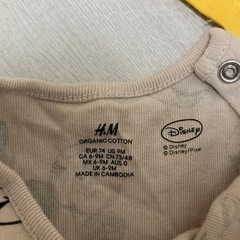 H&M
ORGANIC COTTON
EUR 74 US 9M
CA 6-9M CN 73/48
MX 6-9M AUS 0
UK 6-9M
MADE IN CAMBODIA
Disney
© Disney
© Disney/Pixar